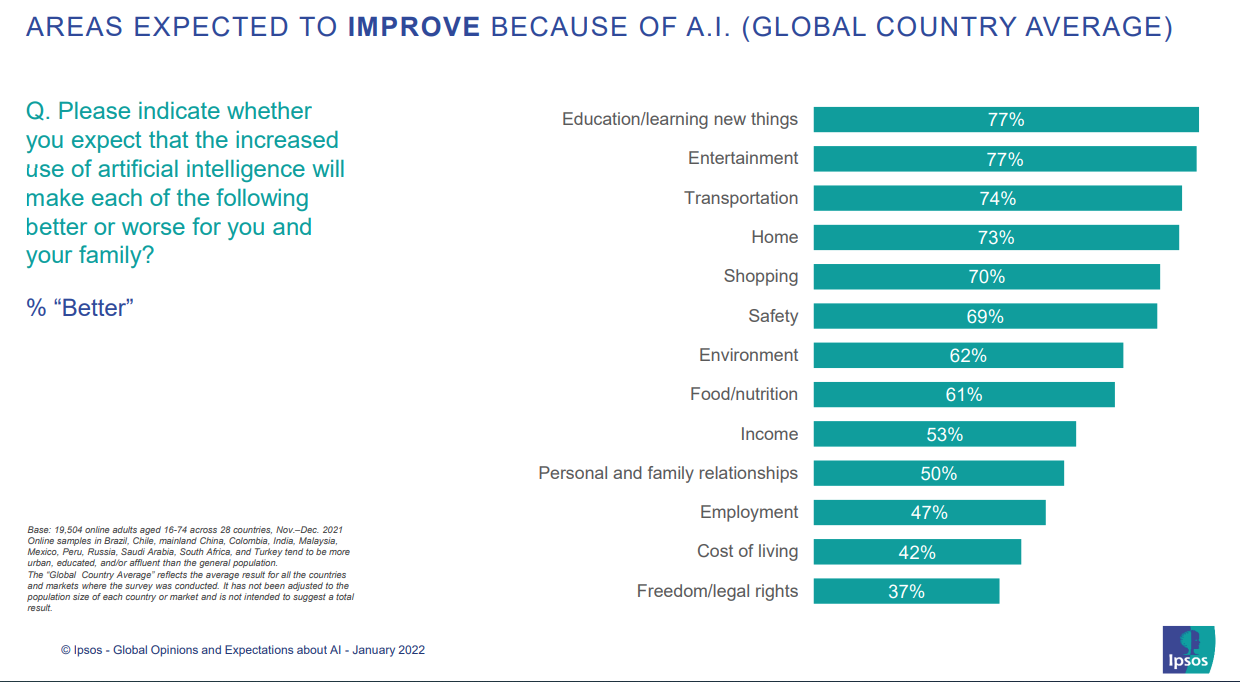 AREAS EXPECTED TO IMPROVE BECAUSE OF A.I. (GLOBAL COUNTRY AVERAGE)
Q. Please indicate whether
you expect that the increased
use of artificial intelligence will
make each of the following
better or worse for you and
your family?
% “Better”
Education/learning new things 77%
Entertainment 77%
Transportation 74%
Home 73%
Shopping 70%
Safety 69%
Environment 62%
Food/nutrition 61%
Income 53%
Personal and family relationships 50%
Employment 47%
Cost of living 42%
Freedom/legal rights 37%
Base: 19,504 online adults aged 16-74 across 28 countries, Nov.–Dec. 2021
Online samples in Brazil, Chile, mainland China, Colombia, India, Malaysia,
Mexico, Peru, Russia, Saudi Arabia, South Africa, and Turkey tend to be more
urban, educated, and/or affluent than the general population.
The “Global Country Average” reflects the average result for all the countries
and markets where the survey was conducted. It has not been adjusted to the
population size of each country or market and is not intended to suggest a total
result.
© Ipsos - Global Opinions and Expectations about AI - January 2022
Ipsos